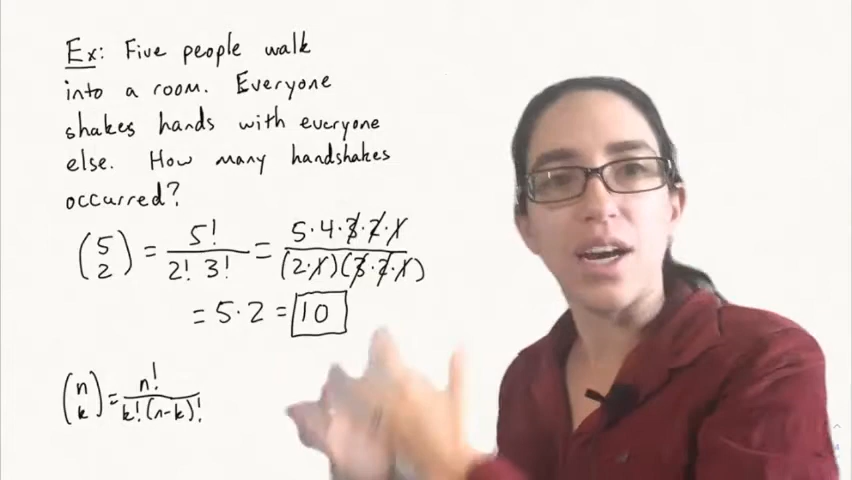 Ex: Five people walk
into a room. Everyone
shakes hands with everyone
else. How many handshakes
occurred?
(5 2) = 5! / 2! 3! = 5·4·3·2·1 / (2·1)(3·2·1)
= 5·2 = 10
(n k) = n! / k!(n-k)!